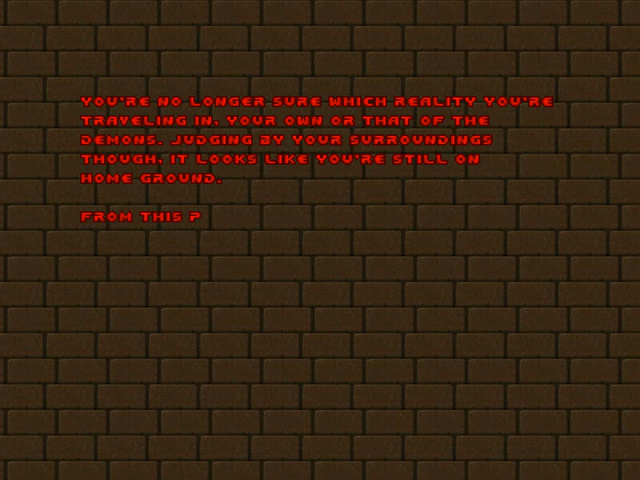 YOU'RE NO LONGER SURE WHICH REALITY YOU'RE
TRAVELING IN, YOUR OWN OR THAT OF THE
DEMONS. JUDGING BY YOUR SURROUNDINGS
THOUGH, IT LOOKS LIKE YOU'RE STILL ON
HOME GROUND.
FROM THIS P